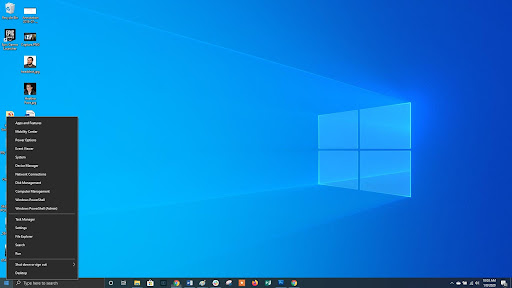 Recycle Bin
EPIC
Apps and Features
Mobility Center
Power Options
Event Viewer
System
Device Manager
Network Connections
Disk Management
Computer Management
Windows PowerShell
Windows PowerShell (Admin)
Task Manager
Settings
File Explorer
Search
Run
Shut down or sign out
Desktop
Type here to search